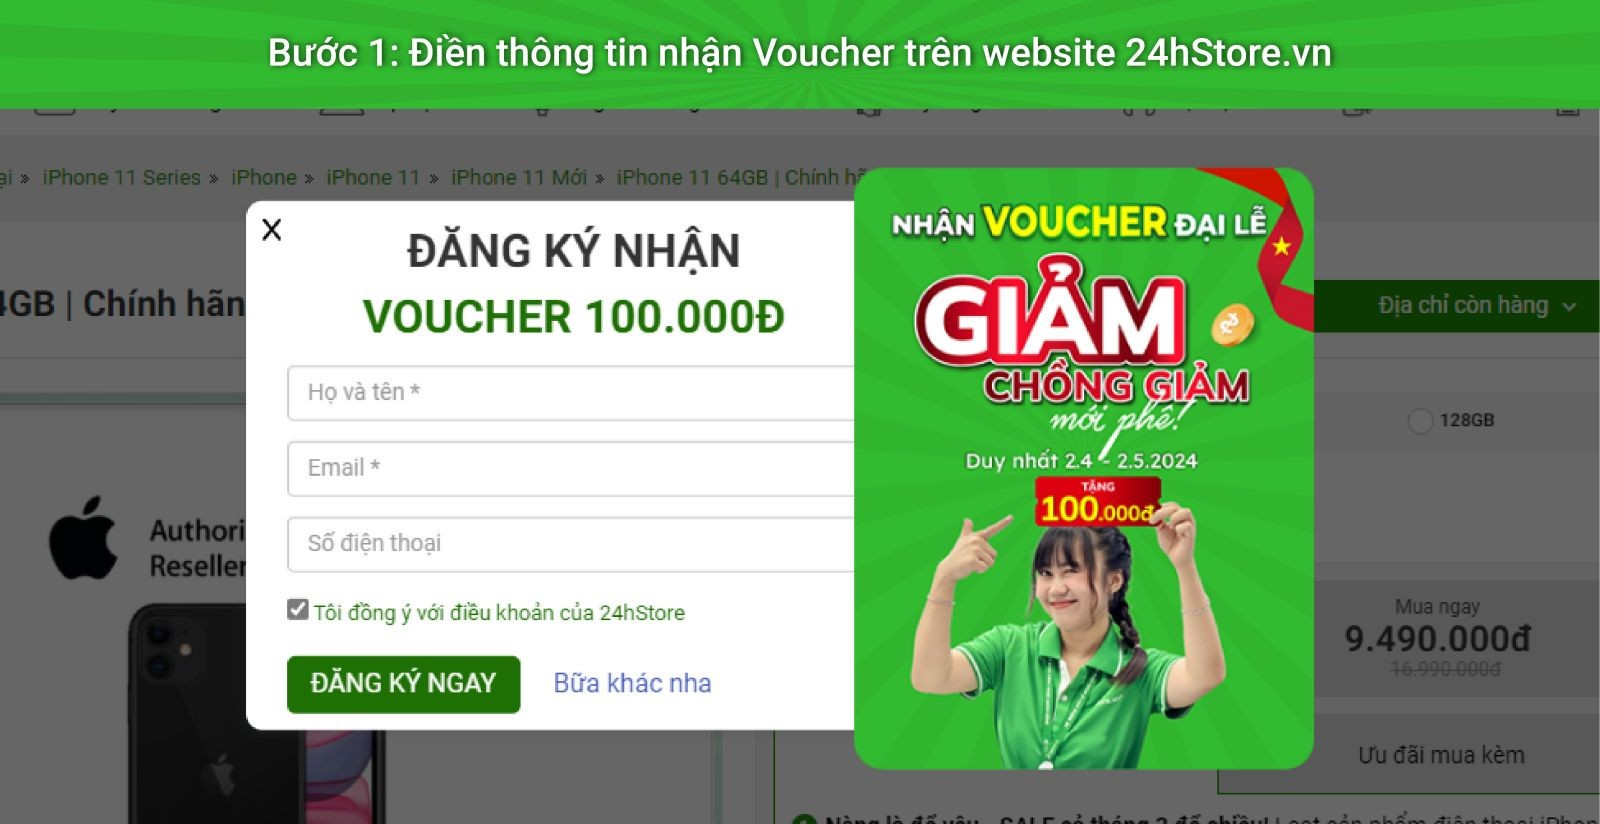 Bước 1: Điền thông tin nhận Voucher trên website 24hStore.vn
iPhone 11 Series » iPhone » iPhone 11 » iPhone 11 Mới » iPhone 11 64GB | Chính
4GB | Chính
X
ĐĂNG KÝ NHẬN
VOUCHER 100.000Đ
Họ và tên *
Email *
Số điện thoại
Tôi đồng ý với điều khoản của 24hStore
ĐĂNG KÝ NGAY
Bữa khác nha
NHẬN VOUCHER ĐẠI LỄ
GIẢM
CHỒNG GIẢM
mới phê!
Duy nhất 2.4 - 2.5.2024
TẶNG
100.000đ
Địa chỉ còn hàng
128GB
Reseller
Mua ngay
9.490.000đ
16.990.000đ
Ưu đãi mua kèm